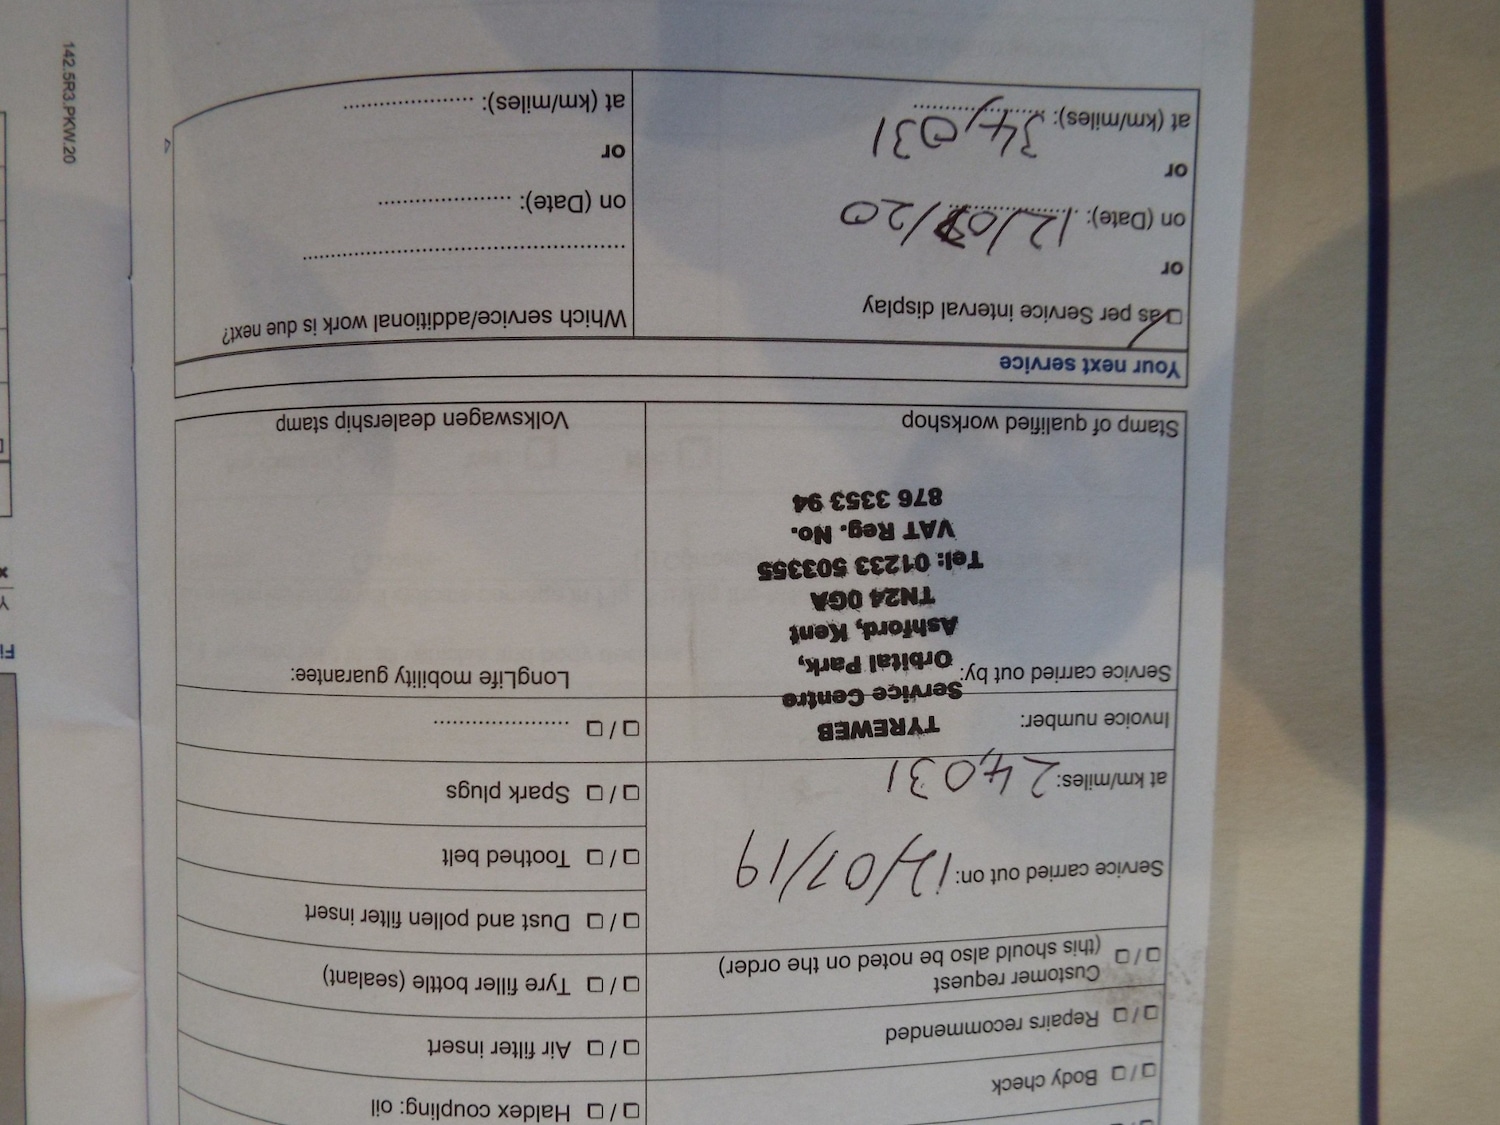 Body check
Repairs recommended
Customer request
(this should also be noted on the order)
Service carried out on: 12/07/19
at km/miles: 24,031
Invoice number:
Service carried out by:
TYREWEB
Service Centre
Orbital Park,
Ashford, Kent
TN24 0GA
Tel: 01233 503355
VAT Reg. No.
876 3353 94
Stamp of qualified workshop
Haldex coupling: oil
Air filter insert
Tyre filler bottle (sealant)
Dust and pollen filter insert
Toothed belt
Spark plugs
LongLife mobility guarantee:
Volkswagen dealership stamp
Your next service
as per Service interval display
or
on (Date): 12/07/20
or
at (km/miles): 34,031
Which service/additional work is due next?
on (Date):
or
at (km/miles):
142.5R3.PKW.20